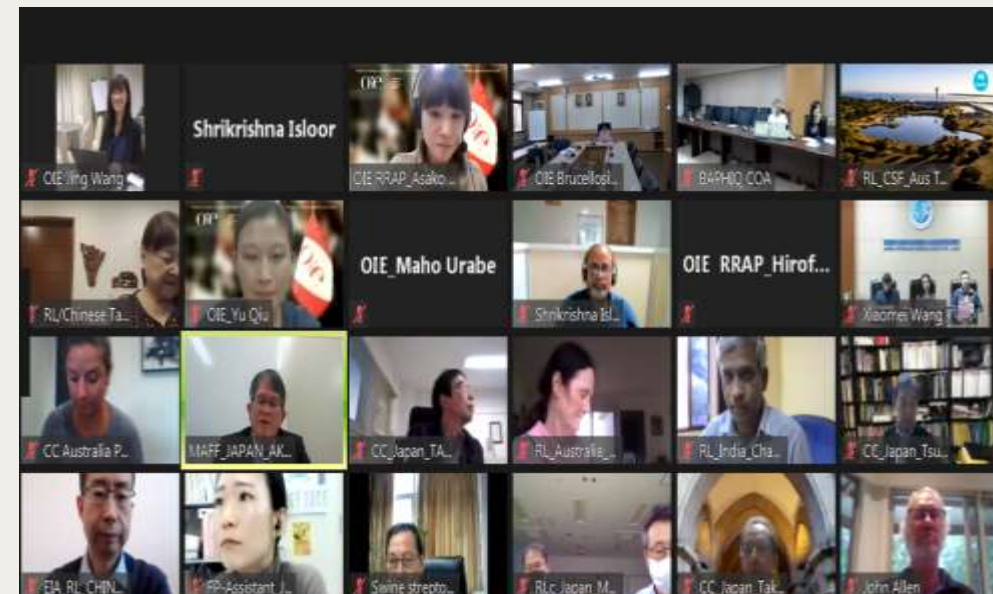 OIE Jing Wang
Shrikrishna Isloor
OIE
OIE RRAP_Asako ...
OIE Brucellosi...
BAPHIQ COA
RL_CSF_Aus T...
RL/Chinese Ta...
OIE
OIE_Yu Qiu
OIE_Maho Urabe
Shrikrishna Isl...
OIE RRAP_Hirof...
Xiaomei Wang
CC Australia P...
MAFF_JAPAN_AK...
CC_Japan_TA...
RL_Australia_...
RL_India_Cha...
CC_Japan_Tsu...
EIA_RL_CHIN...
FP-Assistant_J...
Swine strepto...
RLc_Japan_M...
CC_Japan_Tak...
John Allen